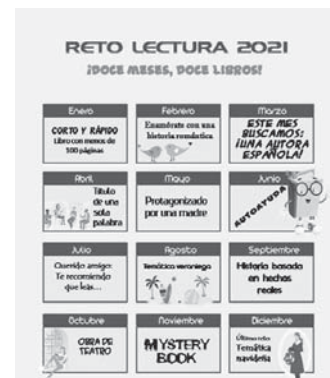 RETO LECTURA 2021
¡DOCE MESES, DOCE LIBROS!
Enero
CORTO Y RÁPIDO
Libro con menos de
100 páginas
Febrero
Enamórate con una
historia romántica
Marzo
ESTE MES
BUSCAMOS:
¡UNA AUTORA
ESPAÑOLA!
Abril
Título
de una
sola
palabra
Mayo
Protagonizado
por una madre
Junio
AUTOAYUDA
Julio
Querido amigo:
Te recomiendo
que leas...
Agosto
Temática veraniega
Septiembre
Historia basada
en hechos
reales
Octubre
OBRA DE
TEATRO
Noviembre
MYSTERY
BOOK
Diciembre
Último reto:
Temática
navideña